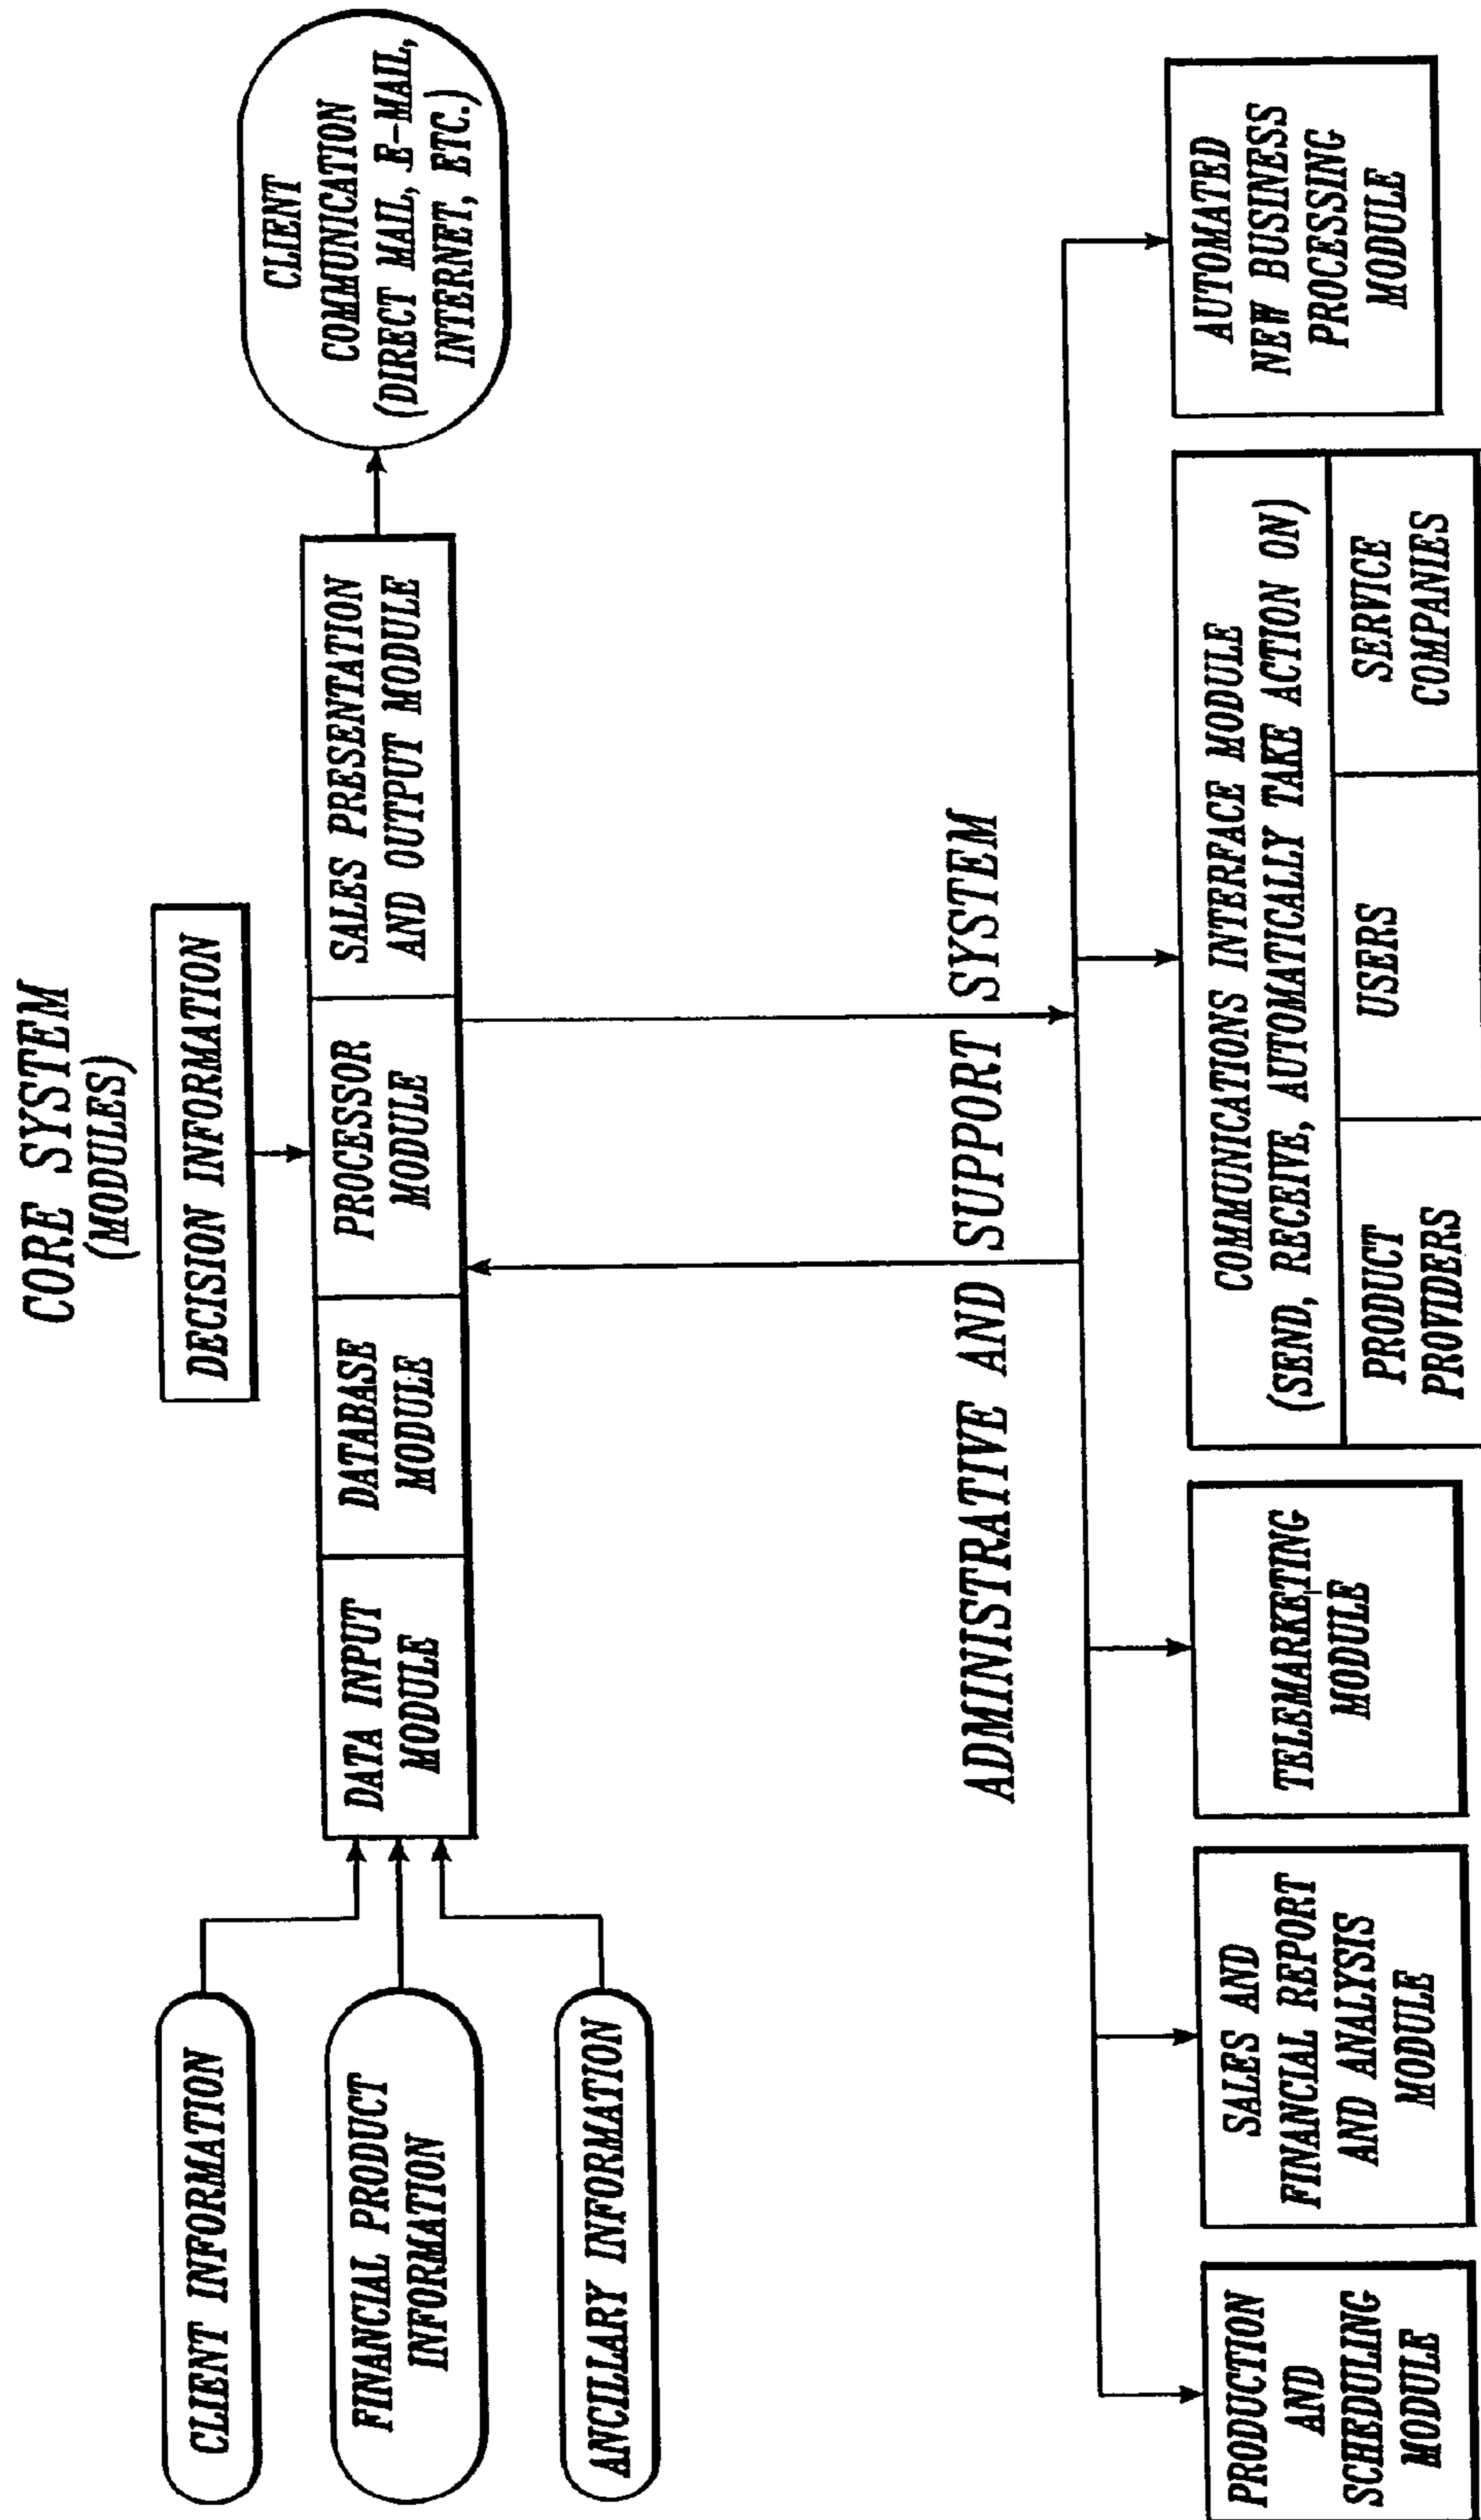 CORE SYSTEM
(MODULES)
DECISION INFORMATION
CLIENT INFORMATION
FINANCIAL PRODUCT
INFORMATION
ANCILLARY INFORMATION
DATA INPUT
MODULE
DATABASE
MODULE
PROCESSOR
MODULE
SALES PRESENTATION
AND OUTPUT MODULE
CLIENT
COMMUNICATION
(DIRECT MAIL, E-MAIL,
INTERNET, ETC.)
ADMINISTRATIVE AND SUPPORT SYSTEM
PRODUCTION
AND
SCHEDULING
MODULE
SALES AND
FINANCIAL REPORT
AND ANALYSIS
MODULE
TELEMARKETING
MODULE
COMMUNICATIONS INTERFACE MODULE
(SEND, RECEIVE, AUTOMATICALLY TAKE ACTION ON)
PRODUCT
PROVIDERS
USERS
SERVICE
COMPANIES
AUTOMATED
NEW BUSINESS
PROCESSING
MODULE